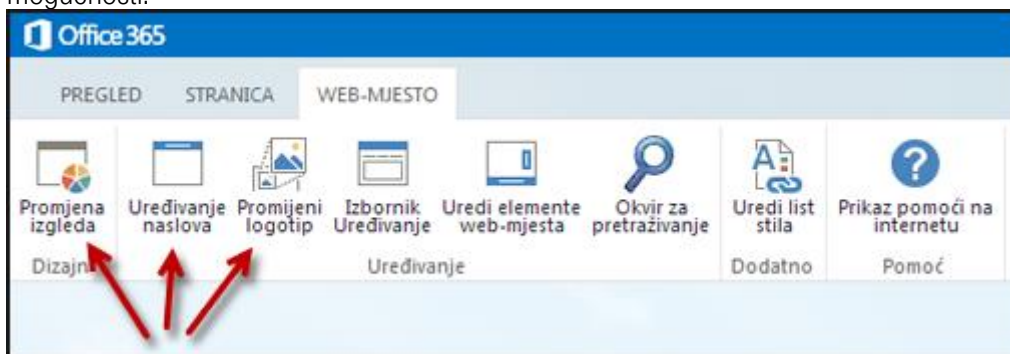 mogućnosti.
Office 365
PREGLED STRANICA WEB-MJESTO
Promjena izgleda
Uređivanje naslova
Promijeni logotip
Izbornik Uređivanje
Uredi elemente web-mjesta
Okvir za pretraživanje
Uredi list stila
Prikaz pomoći na internetu
Dizajn Uređivanje Dodatno Pomoć